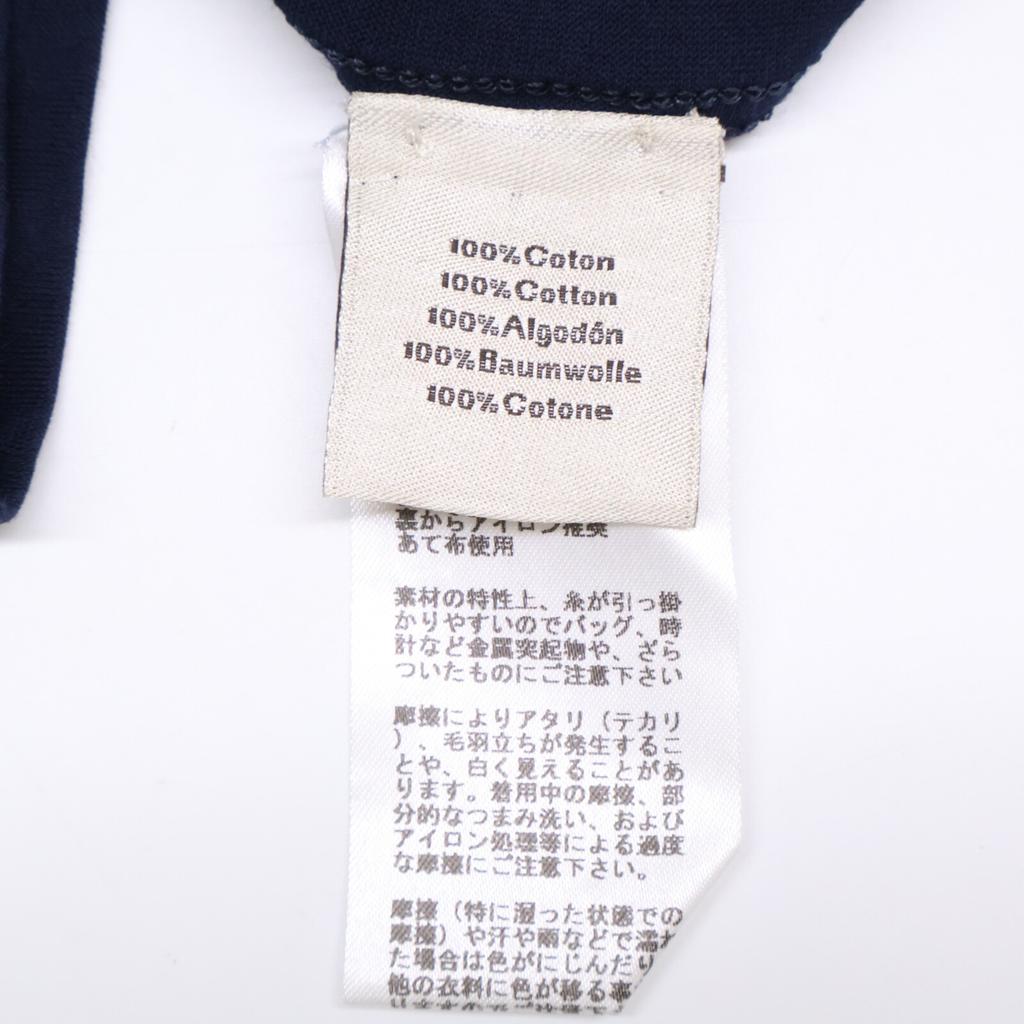 100%Coton
100%Cotton
100%Algodón
100%Baumwolle
100%Cotone
裏からアイロン推奨
あて布使用
素材の特性上、糸が引っ掛
かりやすいのでバッグ、時
計など金属突起物や、ざら
ついたものにご注意下さい
摩擦によりアタリ（テカリ
）、毛羽立ちが発生するこ
とや、白く見えることがあ
ります。着用中の摩擦、部
分的なつまみ洗い、および
アイロン処理等による過度
な摩擦にご注意下さい。
摩擦（特に湿った状態での
摩擦）や汗や雨などで濡れ
た場合は色がにじんだり
他の衣料に色が移る事